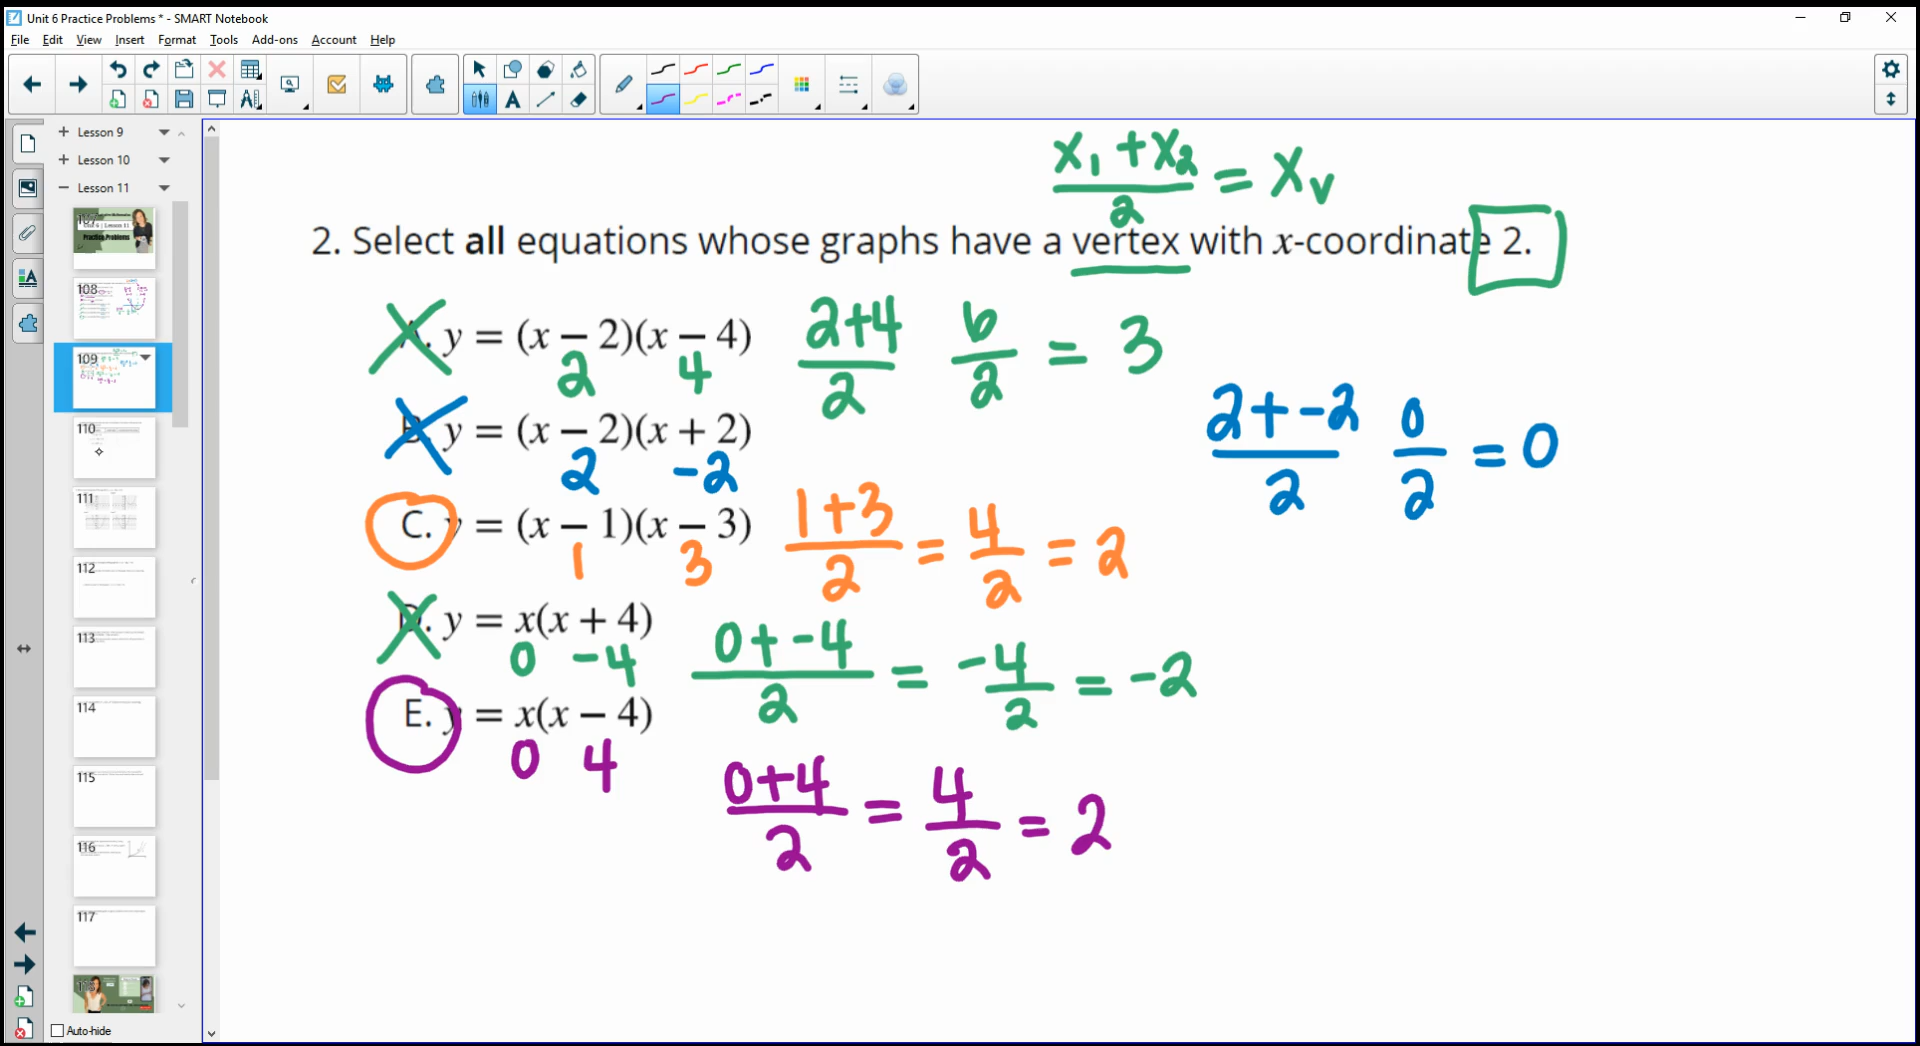 Unit 6 Practice Problems * - SMART Notebook
File Edit View Insert Format Tools Add-ons Account Help
Lesson 9
Lesson 10
Lesson 11
107
Practice Problems
108
109
110
111
112
113
114
115
116
117
Auto-hide
x₁ + x₂ / 2 = xᵥ
2. Select all equations whose graphs have a vertex with x-coordinate 2.
A. y = (x − 2)(x − 4) 2+4 / 2 6 / 2 = 3
2 4
B. y = (x − 2)(x + 2) 2+-2 / 2 0 / 2 = 0
2 -2
C. y = (x − 1)(x − 3) 1+3 / 2 = 4 / 2 = 2
1 3
D. y = x(x + 4) 0+-4 / 2 = -4 / 2 = -2
0 -4
E. y = x(x − 4)
0 4 0+4 / 2 = 4 / 2 = 2